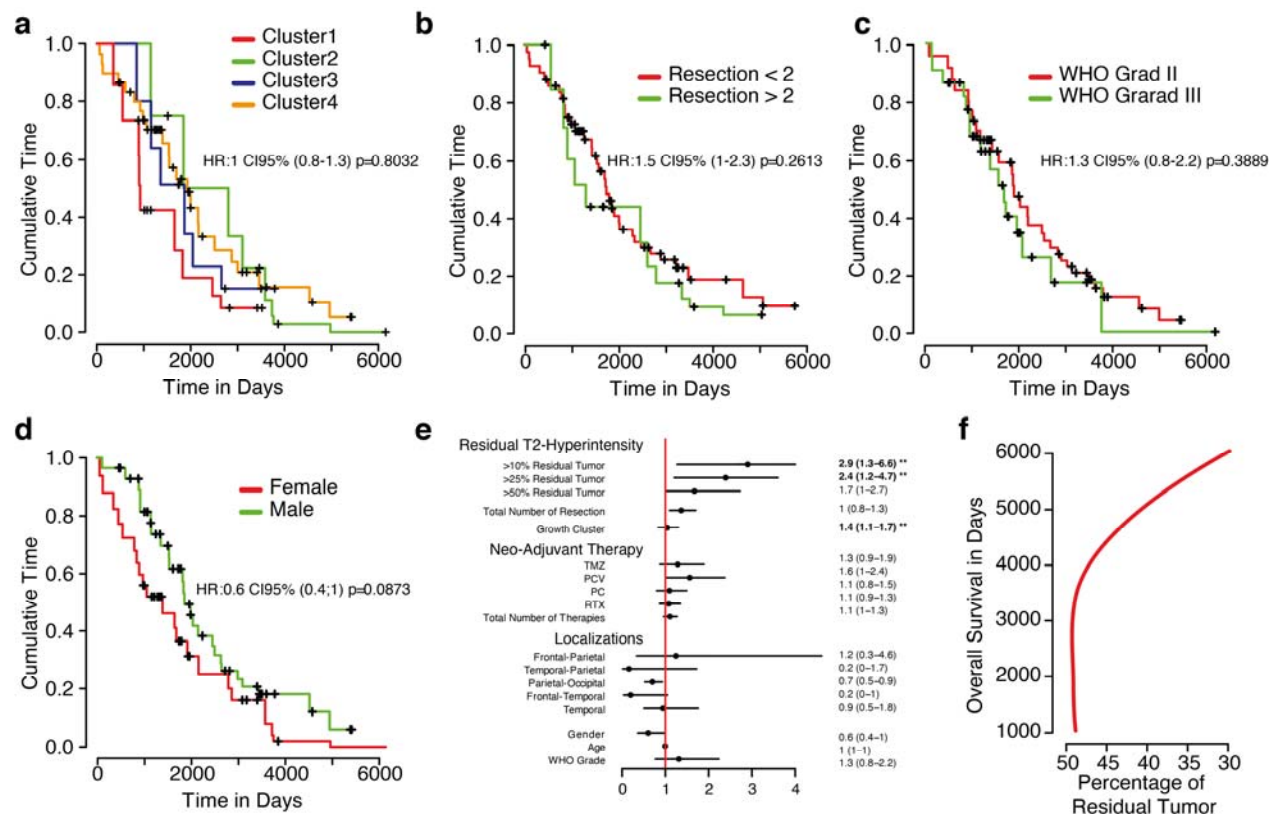 a
Cluster1
Cluster2
Cluster3
Cluster4
HR:1 CI95% (0.8-1.3) p=0.8032
Cumulative Time
1.0
0.8
0.6
0.4
0.2
0.0
0 2000 4000 6000
Time in Days
b
Resection < 2
Resection > 2
HR:1.5 CI95% (1-2.3) p=0.2613
Cumulative Time
1.0
0.8
0.6
0.4
0.2
0.0
0 2000 4000 6000
Time in Days
c
WHO Grad II
WHO Grarad III
HR:1.3 CI95% (0.8-2.2) p=0.3889
Cumulative Time
1.0
0.8
0.6
0.4
0.2
0.0
0 2000 4000 6000
Time in Days
d
Female
Male
HR:0.6 CI95% (0.4;1) p=0.0873
Cumulative Time
1.0
0.8
0.6
0.4
0.2
0.0
0 2000 4000 6000
Time in Days
e
Residual T2-Hyperintensity
>10% Residual Tumor 2.9 (1.3–6.6) **
>25% Residual Tumor 2.4 (1.2–4.7) **
>50% Residual Tumor 1.7 (1–2.7)
Total Number of Resection 1 (0.8–1.3)
Growth Cluster 1.4 (1.1–1.7) **
Neo-Adjuvant Therapy
TMZ 1.3 (0.9–1.9)
PCV 1.6 (1–2.4)
PC 1.1 (0.8–1.5)
RTX 1.1 (0.9–1.3)
Total Number of Therapies 1.1 (1–1.3)
Localizations
Frontal-Parietal 1.2 (0.3–4.6)
Temporal-Parietal 0.2 (0–1.7)
Parietal-Occipital 0.7 (0.5–0.9)
Frontal-Temporal 0.2 (0–1)
Temporal 0.9 (0.5–1.8)
Gender 0.6 (0.4–1)
Age 1 (1–1)
WHO Grade 1.3 (0.8–2.2)
0 1 2 3 4
f
Overall Survival in Days
6000
5000
4000
3000
2000
1000
50 45 40 35 30
Percentage of
Residual Tumor